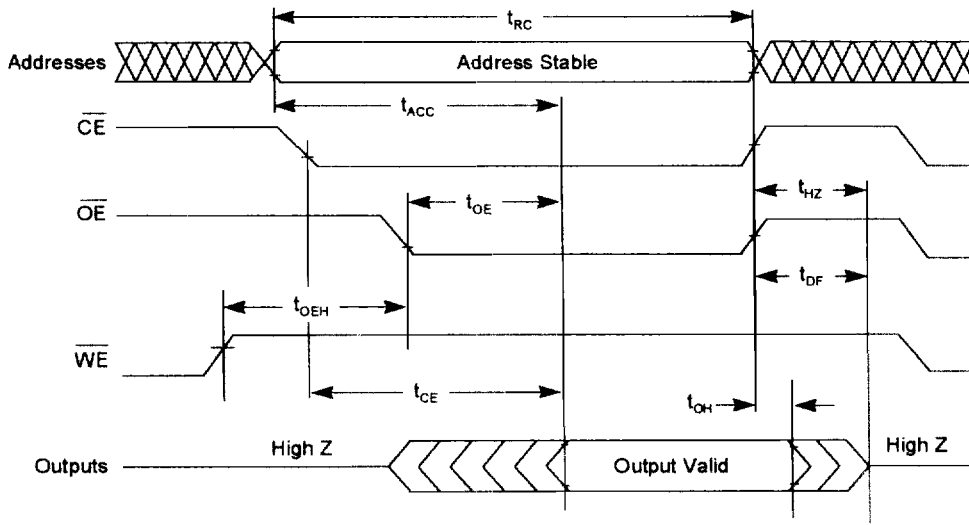 tRC
Addresses
Address Stable
tACC
CE
tHZ
OE
tOE
tDF
tOEH
WE
tCE
tOH
High Z
High Z
Outputs
Output Valid